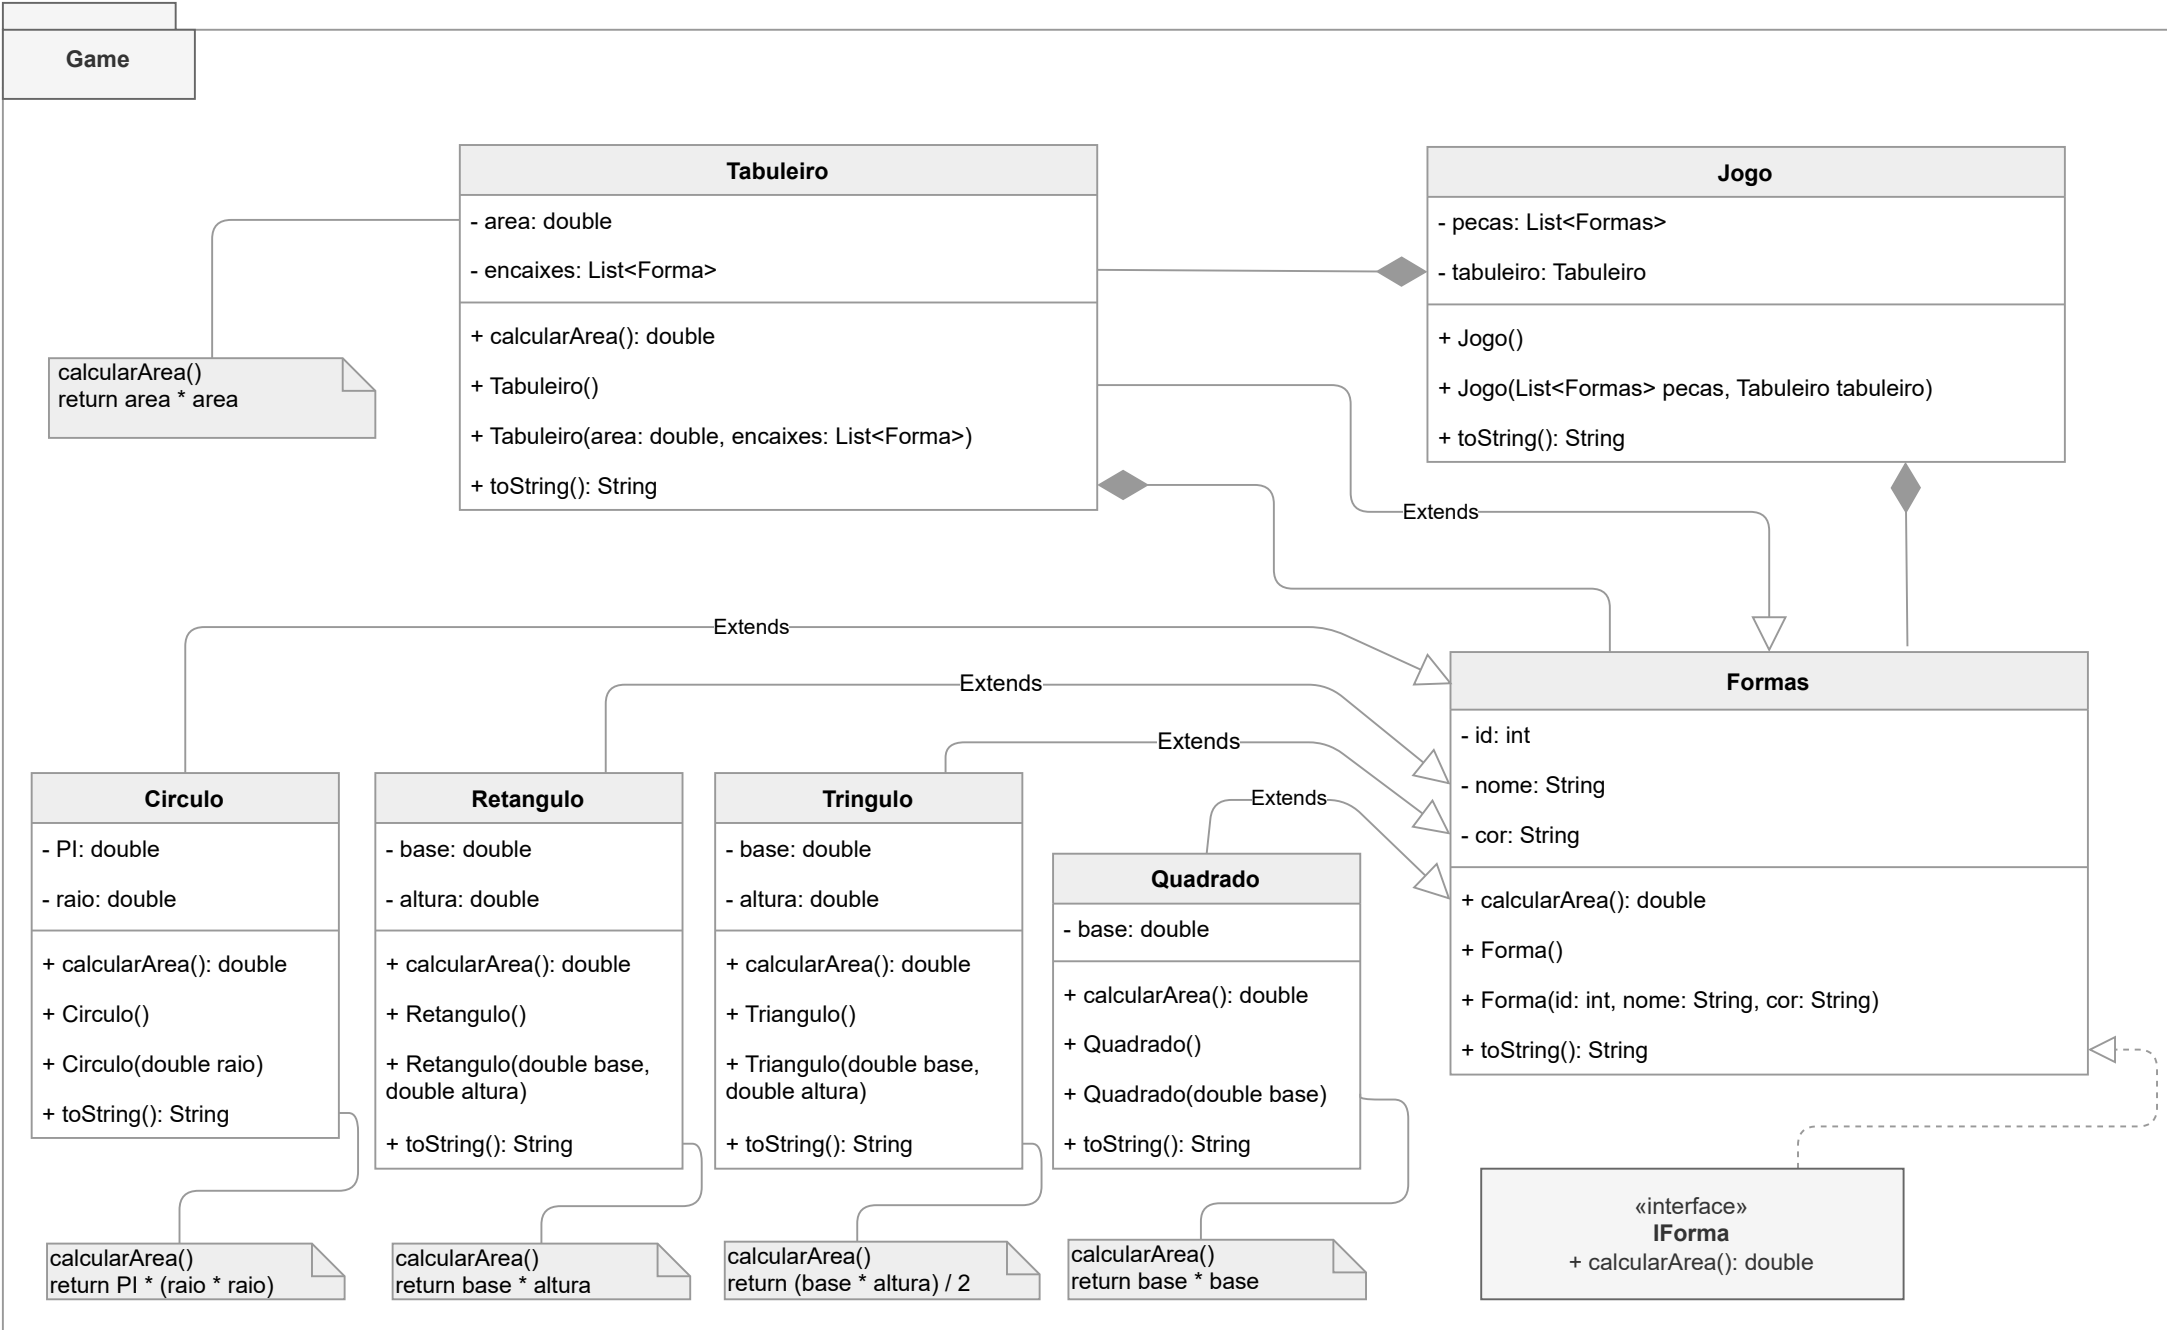 Game
Tabuleiro
- area: double
- encaixes: List<Forma>
+ calcularArea(): double
+ Tabuleiro()
+ Tabuleiro(area: double, encaixes: List<Forma>)
+ toString(): String
Jogo
- pecas: List<Formas>
- tabuleiro: Tabuleiro
+ Jogo()
+ Jogo(List<Formas> pecas, Tabuleiro tabuleiro)
+ toString(): String
calcularArea()
return area * area
Extends
Extends
Extends
Extends
Extends
Formas
- id: int
- nome: String
- cor: String
+ calcularArea(): double
+ Forma()
+ Forma(id: int, nome: String, cor: String)
+ toString(): String
Circulo
- PI: double
- raio: double
+ calcularArea(): double
+ Circulo()
+ Circulo(double raio)
+ toString(): String
Retangulo
- base: double
- altura: double
+ calcularArea(): double
+ Retangulo()
+ Retangulo(double base,
double altura)
+ toString(): String
Tringulo
- base: double
- altura: double
+ calcularArea(): double
+ Triangulo()
+ Triangulo(double base,
double altura)
+ toString(): String
Quadrado
- base: double
+ calcularArea(): double
+ Quadrado()
+ Quadrado(double base)
+ toString(): String
calcularArea()
return PI * (raio * raio)
calcularArea()
return base * altura
calcularArea()
return (base * altura) / 2
calcularArea()
return base * base
«interface»
IForma
+ calcularArea(): double